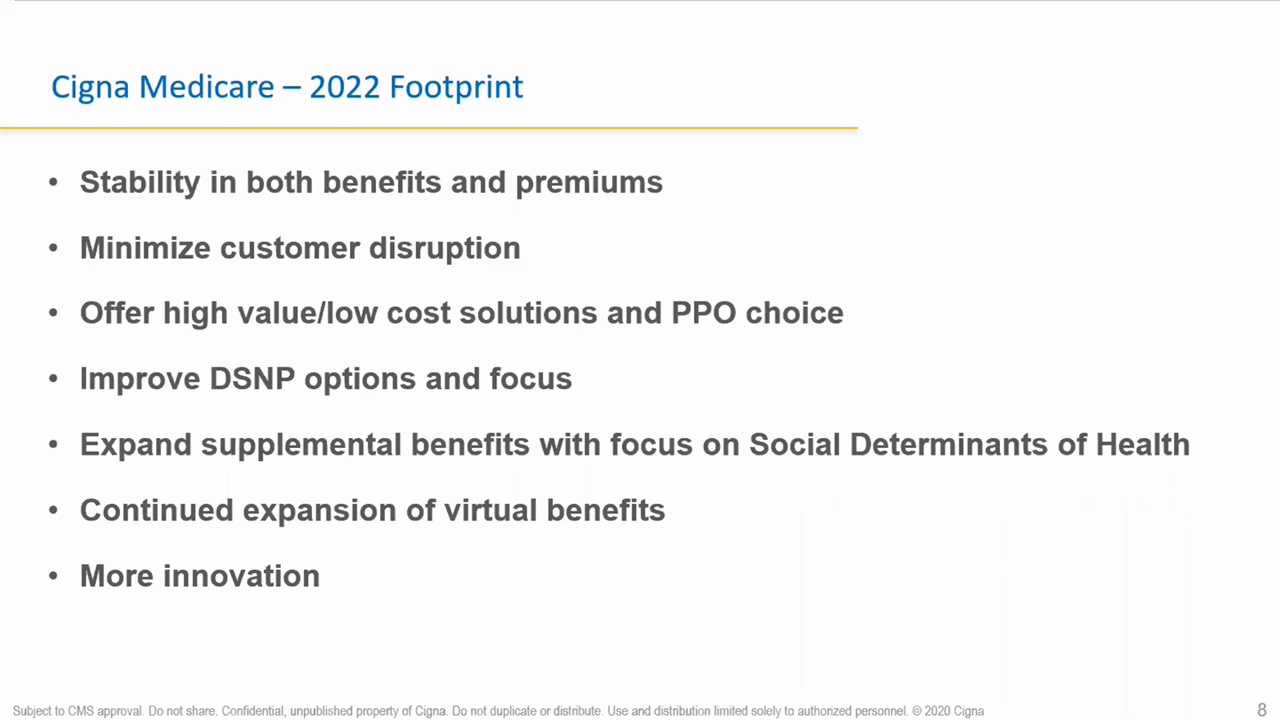 Cigna Medicare – 2022 Footprint
• Stability in both benefits and premiums
• Minimize customer disruption
• Offer high value/low cost solutions and PPO choice
• Improve DSNP options and focus
• Expand supplemental benefits with focus on Social Determinants of Health
• Continued expansion of virtual benefits
• More innovation
Subject to CMS approval. Do not share. Confidential, unpublished property of Cigna. Do not duplicate or distribute. Use and distribution limited solely to authorized personnel. © 2020 Cigna
8